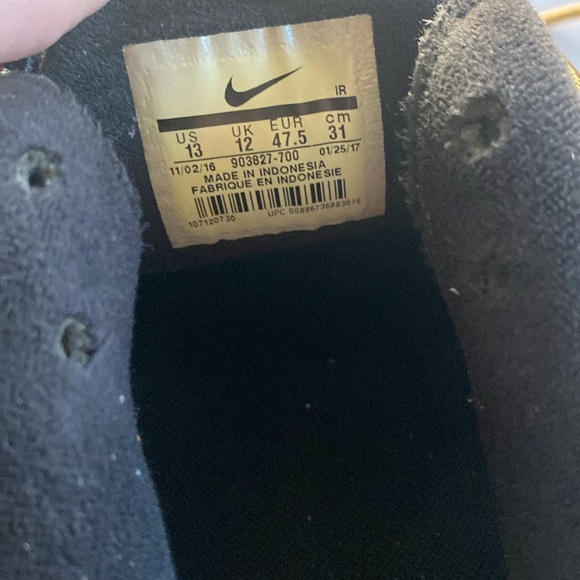 IR
US UK EUR cm
13 12 47.5 31
11/02/16 903827-700 01/25/17
MADE IN INDONESIA
FABRIQUE EN INDONESIE
107120730 UPC 00886736883076